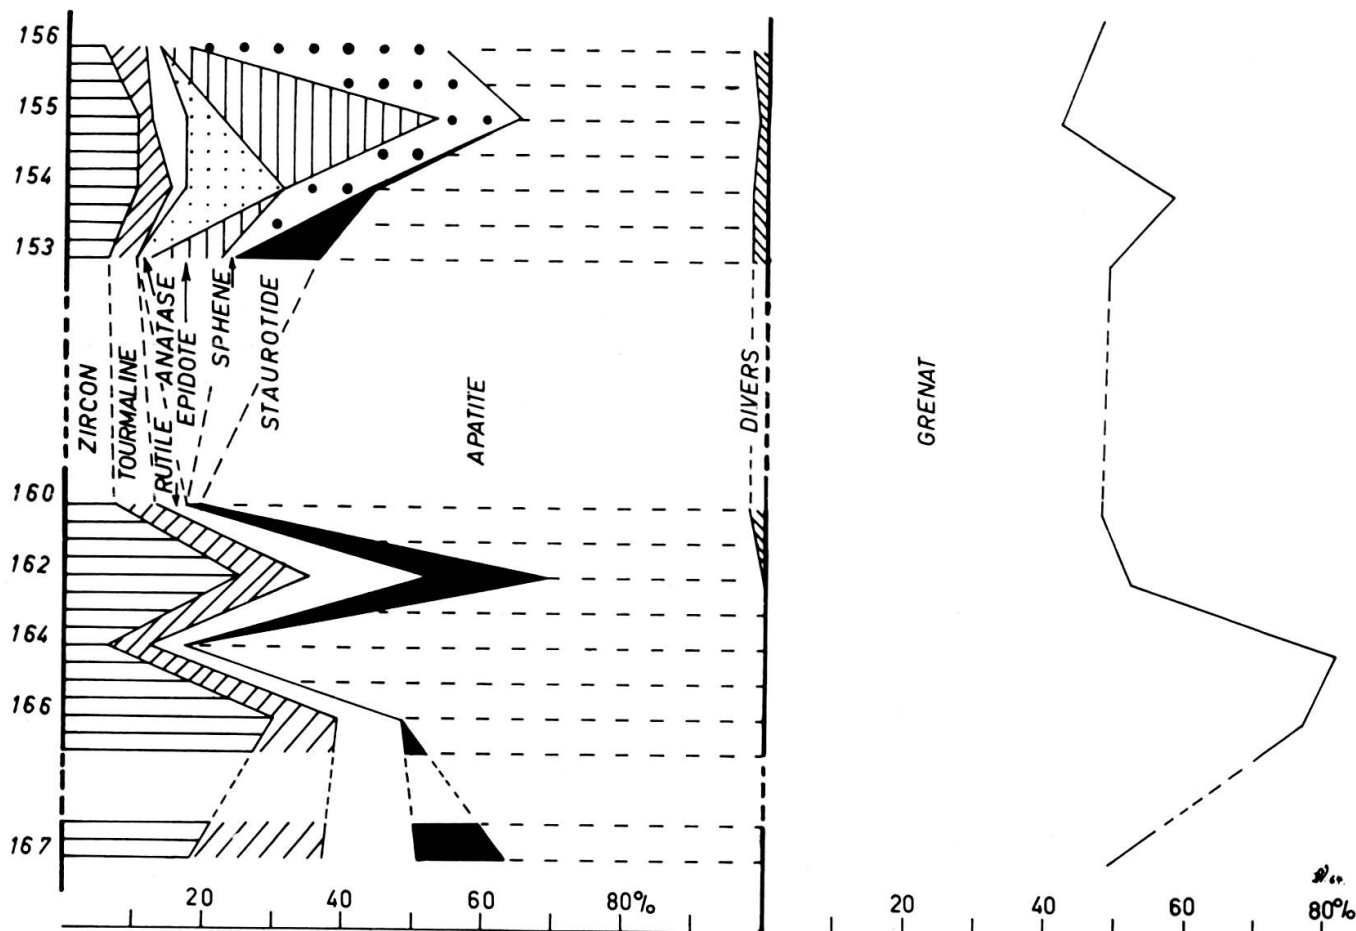 156
155
154
153
ZIRCON
TOURMALINE
RUTILE
ANATASE
EPIDOTE
SPHENE
STAUROTIDE
APATITE
DIVERS
GRENAT
160
162
164
166
167
20 40 60 80% 20 40 60 80%